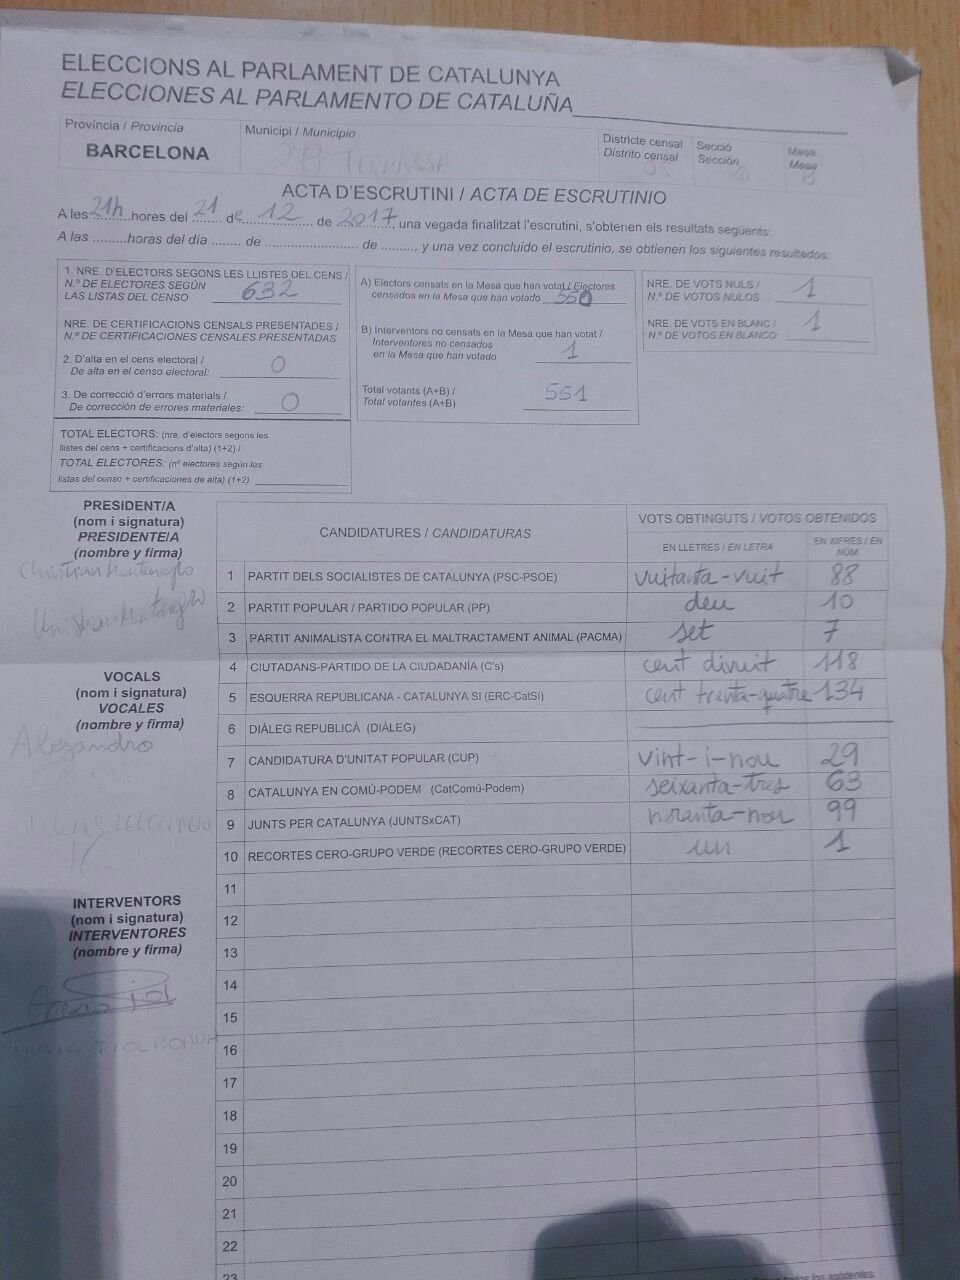 ELECCIONS AL PARLAMENT DE CATALUNYA
ELECCIONES AL PARLAMENTO DE CATALUÑA
Província / Provincia
BARCELONA
Municipi / Municipio
279 TERRASSA
Districte censal
Distrito censal
Secció
Sección
Mesa
Mesa
B
ACTA D'ESCRUTINI / ACTA DE ESCRUTINIO
A les 21h hores del 21 de 12 de 2017, una vegada finalitzat l'escrutini, s'obtenen els resultats següents:
A las .........horas del día ....... de ........................ de ........., y una vez concluido el escrutinio, se obtienen los siguientes resultados:
1. NRE. D'ELECTORS SEGONS LES LLISTES DEL CENS /
N.º DE ELECTORES SEGÚN
LAS LISTAS DEL CENSO 632
NRE. DE CERTIFICACIONS CENSALS PRESENTADES /
N.º DE CERTIFICACIONES CENSALES PRESENTADAS
2. D'alta en el cens electoral /
De alta en el censo electoral: 0
3. De correcció d'errors materials /
De corrección de errores materiales: 0
TOTAL ELECTORS: (nre. d'electors segons les
llistes del cens + certificacions d'alta) (1+2) /
TOTAL ELECTORES: (nº electores según las
listas del censo + certificaciones de alta) (1+2)
A) Electors censats en la Mesa que han votat / Electores
censados en la Mesa que han votado 550
B) Interventors no censats en la Mesa que han votat /
Interventores no censados
en la Mesa que han votado 1
Total votants (A+B) /
Total votantes (A+B) 551
NRE. DE VOTS NULS /
N.º DE VOTOS NULOS 1
NRE. DE VOTS EN BLANC /
N.º DE VOTOS EN BLANCO 1
PRESIDENT/A
(nom i signatura)
PRESIDENTE/A
(nombre y firma)
Christian Montenegro
Christian Montenegro
VOCALS
(nom i signatura)
VOCALES
(nombre y firma)
Alejandro
INTERVENTORS
(nom i signatura)
INTERVENTORES
(nombre y firma)
CANDIDATURES / CANDIDATURAS
VOTS OBTINGUTS / VOTOS OBTENIDOS
EN LLETRES / EN LETRA
EN XIFRES / EN NÚM.
1 PARTIT DELS SOCIALISTES DE CATALUNYA (PSC-PSOE) vuitanta-vuit 88
2 PARTIT POPULAR / PARTIDO POPULAR (PP) deu 10
3 PARTIT ANIMALISTA CONTRA EL MALTRACTAMENT ANIMAL (PACMA) set 7
4 CIUTADANS-PARTIDO DE LA CIUDADANÍA (C's) cent divuit 118
5 ESQUERRA REPUBLICANA - CATALUNYA SI (ERC-CatSí) cent trenta-quatre 134
6 DIÀLEG REPUBLICÀ (DIÀLEG)
7 CANDIDATURA D'UNITAT POPULAR (CUP) vint-i-nou 29
8 CATALUNYA EN COMÚ-PODEM (CatComú-Podem) seixanta-tres 63
9 JUNTS PER CATALUNYA (JUNTSxCAT) noranta-nou 99
10 RECORTES CERO-GRUPO VERDE (RECORTES CERO-GRUPO VERDE) un 1
11
12
13
14
15
16
17
18
19
20
21
22
23